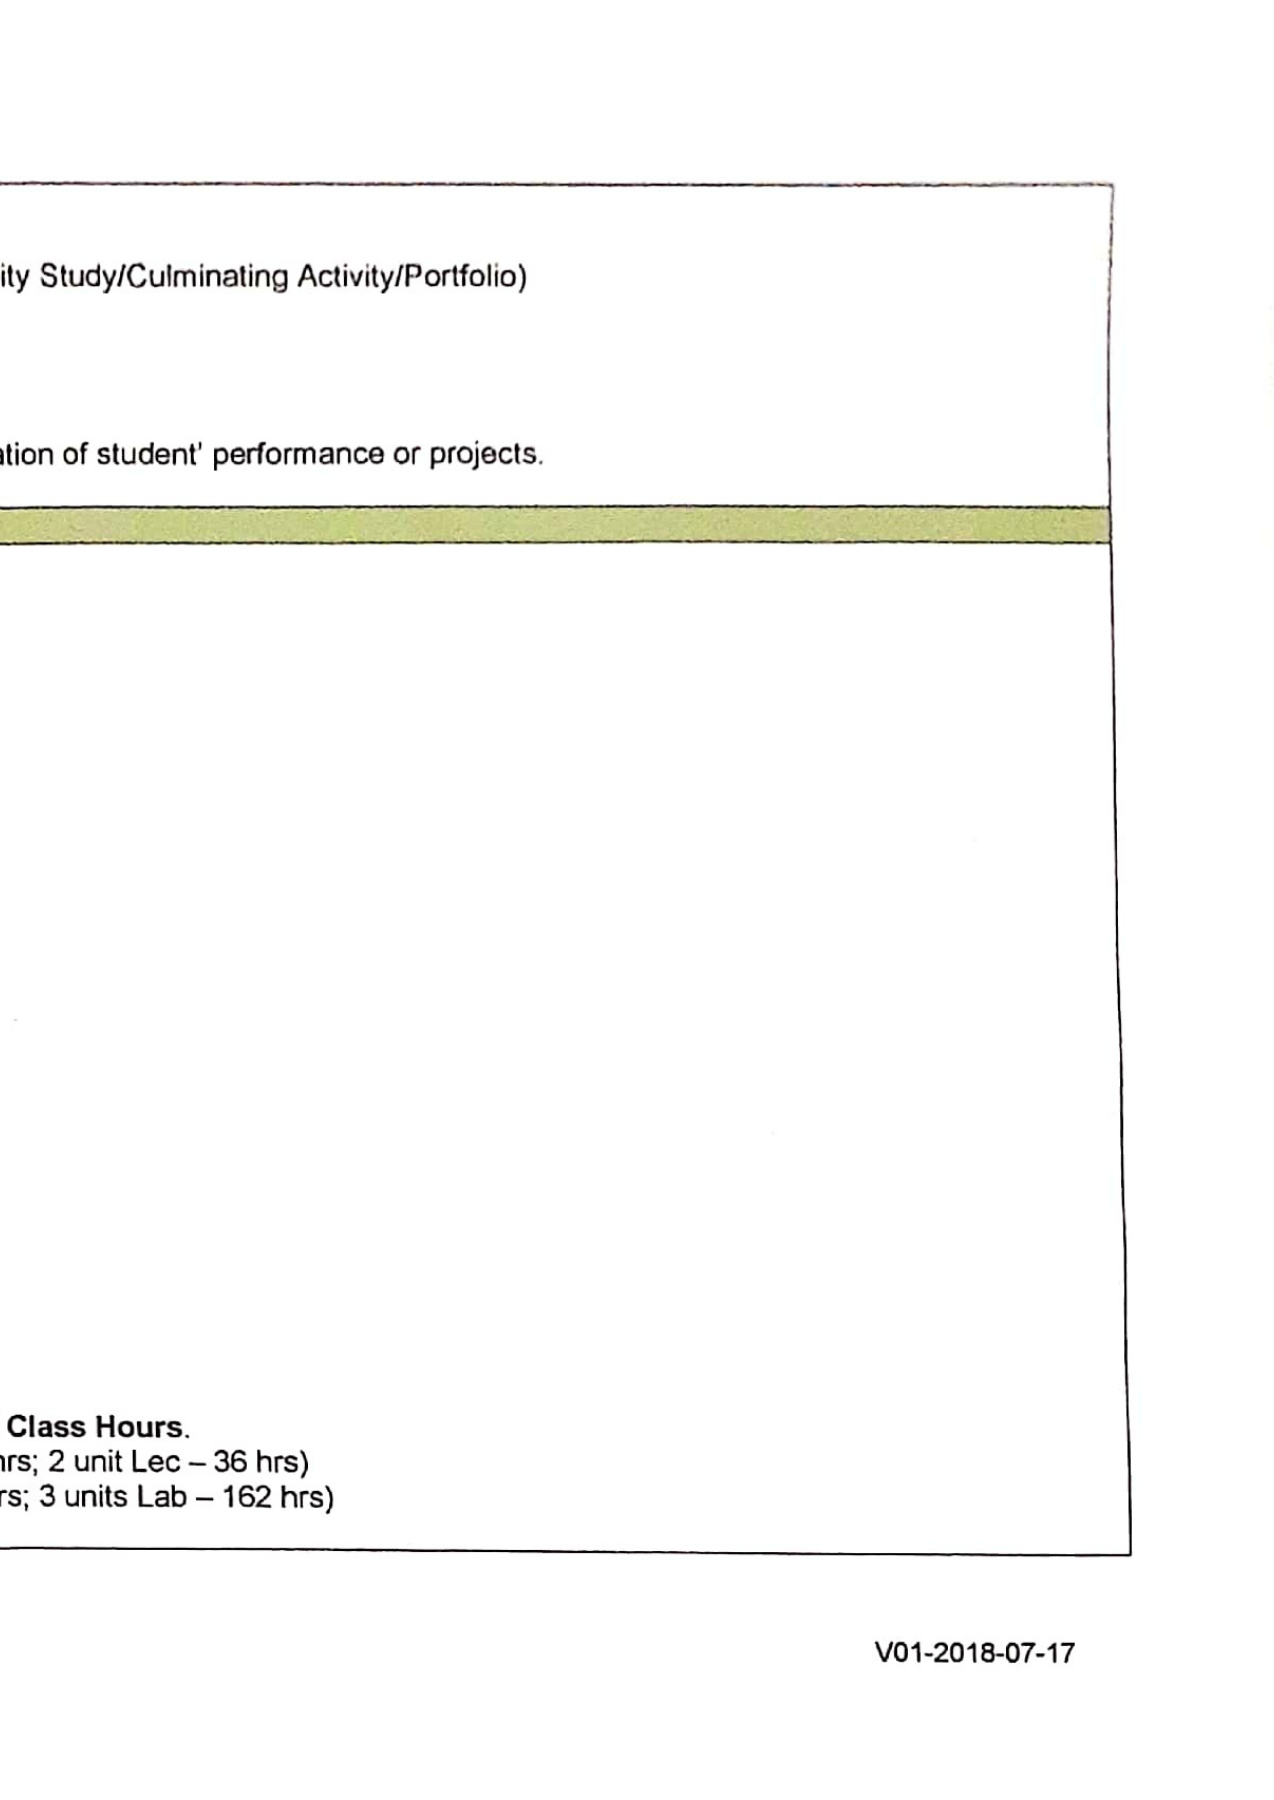 ity Study/Culminating Activity/Portfolio)
ation of student' performance or projects.
Class Hours.
hrs; 2 unit Lec – 36 hrs)
rs; 3 units Lab – 162 hrs)
V01-2018-07-17